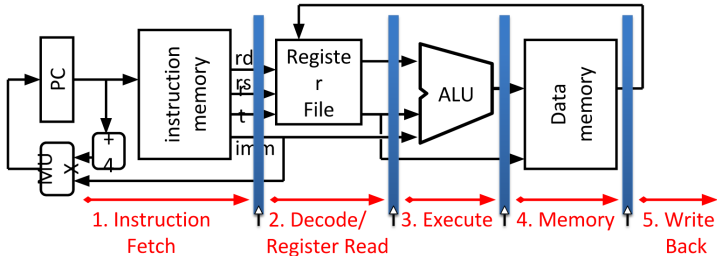 PC
+
4
MU
X
instruction
memory
rd
rs
r
t
imm
Registe
r
File
ALU
Data
memory
1. Instruction
Fetch
2. Decode/
Register Read
3. Execute
4. Memory
5. Write
Back